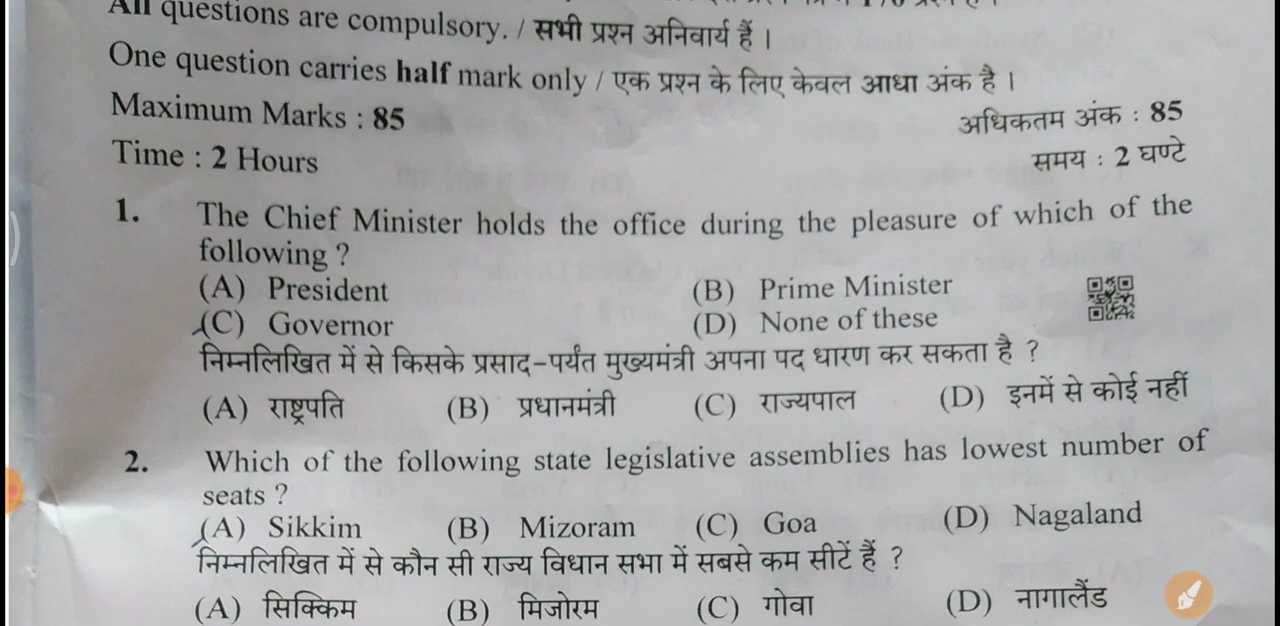 All questions are compulsory. / सभी प्रश्न अनिवार्य हैं ।
One question carries half mark only / एक प्रश्न के लिए केवल आधा अंक है ।
Maximum Marks : 85 अधिकतम अंक : 85
Time : 2 Hours समय : 2 घण्टे
1. The Chief Minister holds the office during the pleasure of which of the
following ?
(A) President (B) Prime Minister
(C) Governor (D) None of these
निम्नलिखित में से किसके प्रसाद-पर्यंत मुख्यमंत्री अपना पद धारण कर सकता है ?
(A) राष्ट्रपति (B) प्रधानमंत्री (C) राज्यपाल (D) इनमें से कोई नहीं
2. Which of the following state legislative assemblies has lowest number of
seats ?
(A) Sikkim (B) Mizoram (C) Goa (D) Nagaland
निम्नलिखित में से कौन सी राज्य विधान सभा में सबसे कम सीटें हैं ?
(A) सिक्किम (B) मिजोरम (C) गोवा (D) नागालैंड